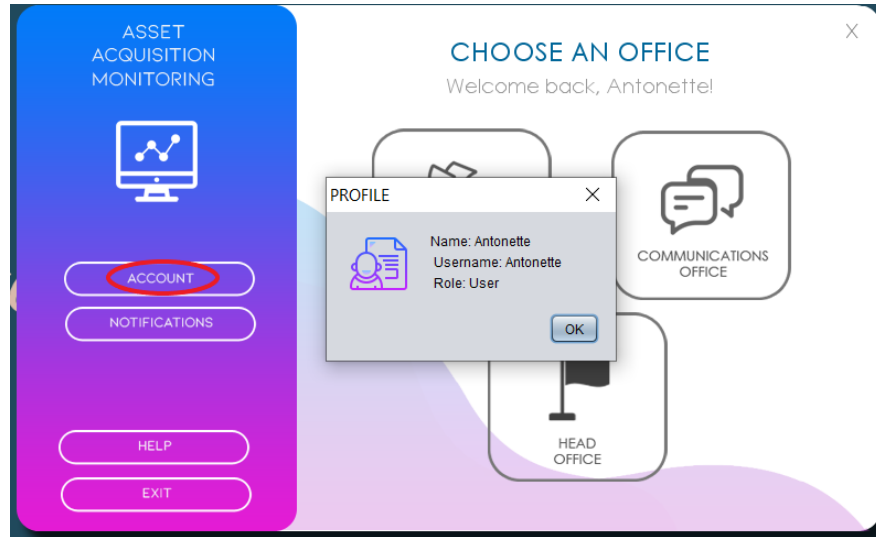 ASSET
ACQUISITION
MONITORING
ACCOUNT
NOTIFICATIONS
HELP
EXIT
X
CHOOSE AN OFFICE
Welcome back, Antonette!
COMMUNICATIONS
OFFICE
HEAD
OFFICE
PROFILE
Name: Antonette
Username: Antonette
Role: User
OK